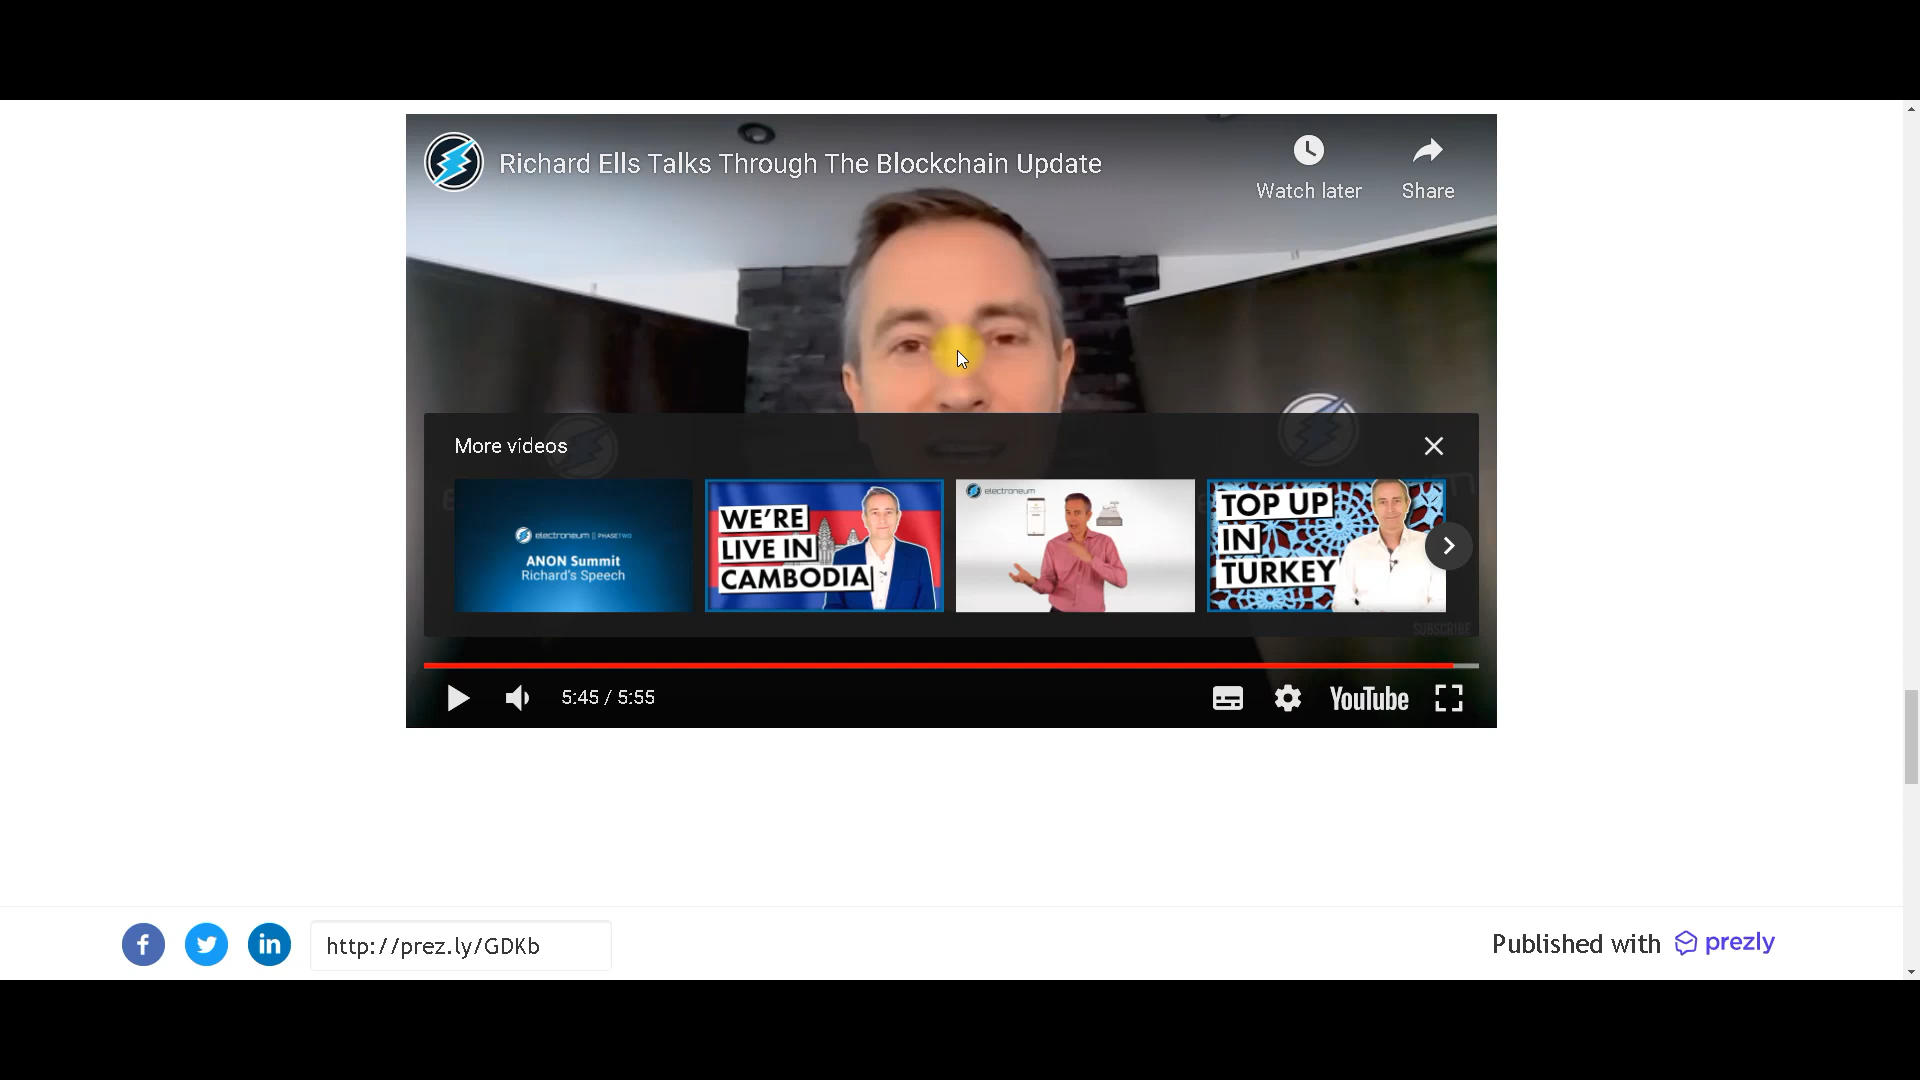 Richard Ells Talks Through The Blockchain Update
Watch later
Share
More videos
electroneum || PHASETWO
ANON Summit
Richard's Speech
WE'RE
LIVE IN
CAMBODIA
electroneum
TOP UP
IN
TURKEY
SUBSCRIBE
5:45 / 5:55
YouTube
f
in
http://prez.ly/GDKb
Published with prezly